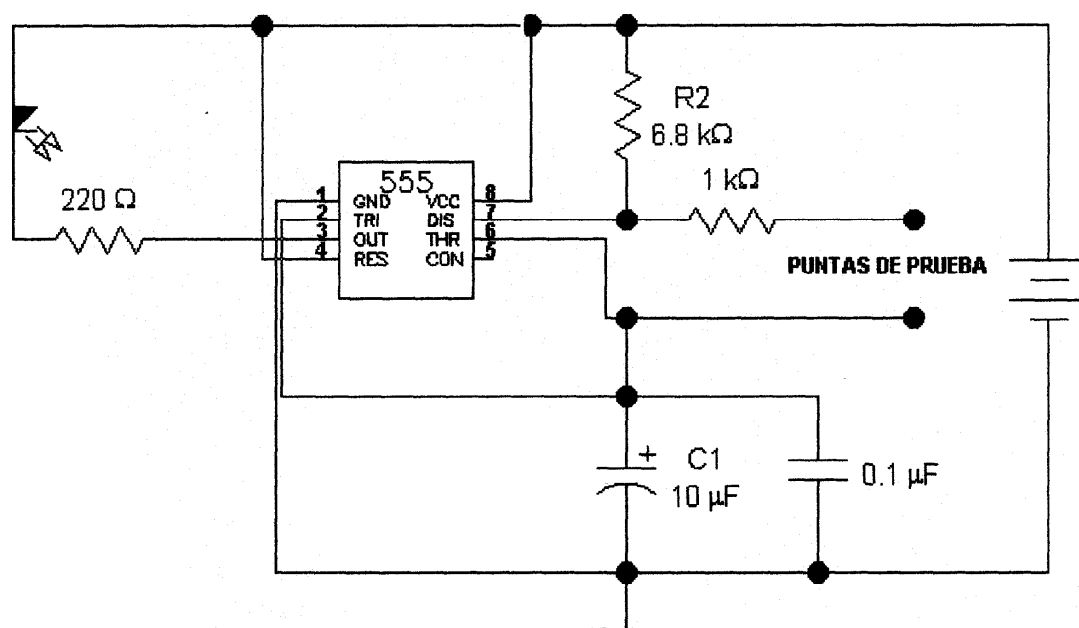 R2
6.8 kΩ
1 kΩ
220 Ω
555
1 GND VCC 8
2 TRI DIS 7
3 OUT THR 6
4 RES CON 5
PUNTAS DE PRUEBA
+
C1
10 µF
0.1 µF